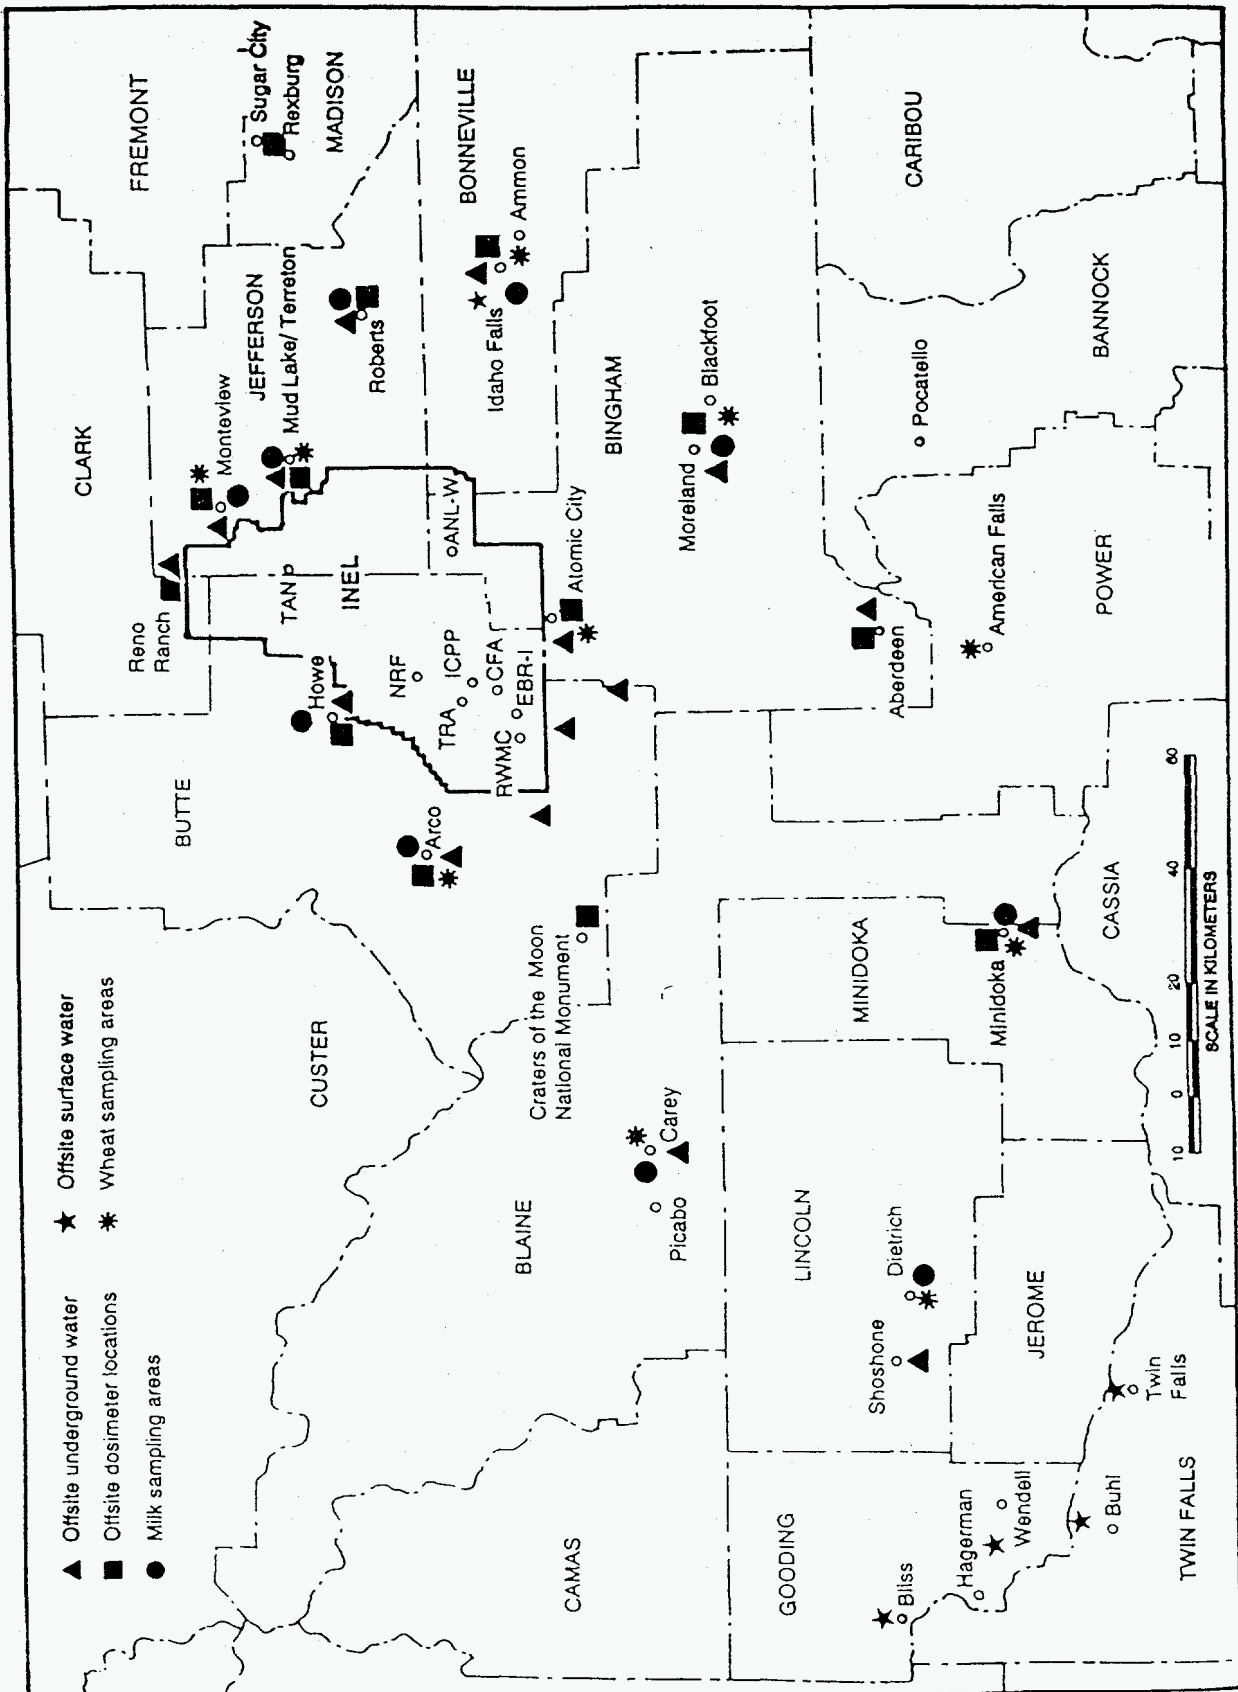 ▲ Offsite underground water
■ Offsite dosimeter locations
● Milk sampling areas
★ Offsite surface water
✷ Wheat sampling areas
CUSTER
BUTTE
CLARK
FREMONT
Reno
Ranch
Monteview
JEFFERSON
Mud Lake/Terreton
Sugar City
Rexburg
MADISON
Howe
TAN
INEL
Roberts
Arco
NRF
TRA
ICPP
CFA
EBR-I
RWMC
ANL-W
BONNEVILLE
Idaho Falls
Ammon
Atomic City
BLAINE
Craters of the Moon
National Monument
BINGHAM
CAMAS
Picabo
Carey
Moreland
Blackfoot
GOODING
LINCOLN
MINIDOKA
Shoshone
Dietrich
Aberdeen
Pocatello
CARIBOU
Bliss
Hagerman
Wendell
JEROME
Minidoka
American Falls
Buhl
Twin
Falls
CASSIA
POWER
BANNOCK
TWIN FALLS
10 0 10 20 40 60
SCALE IN KILOMETERS